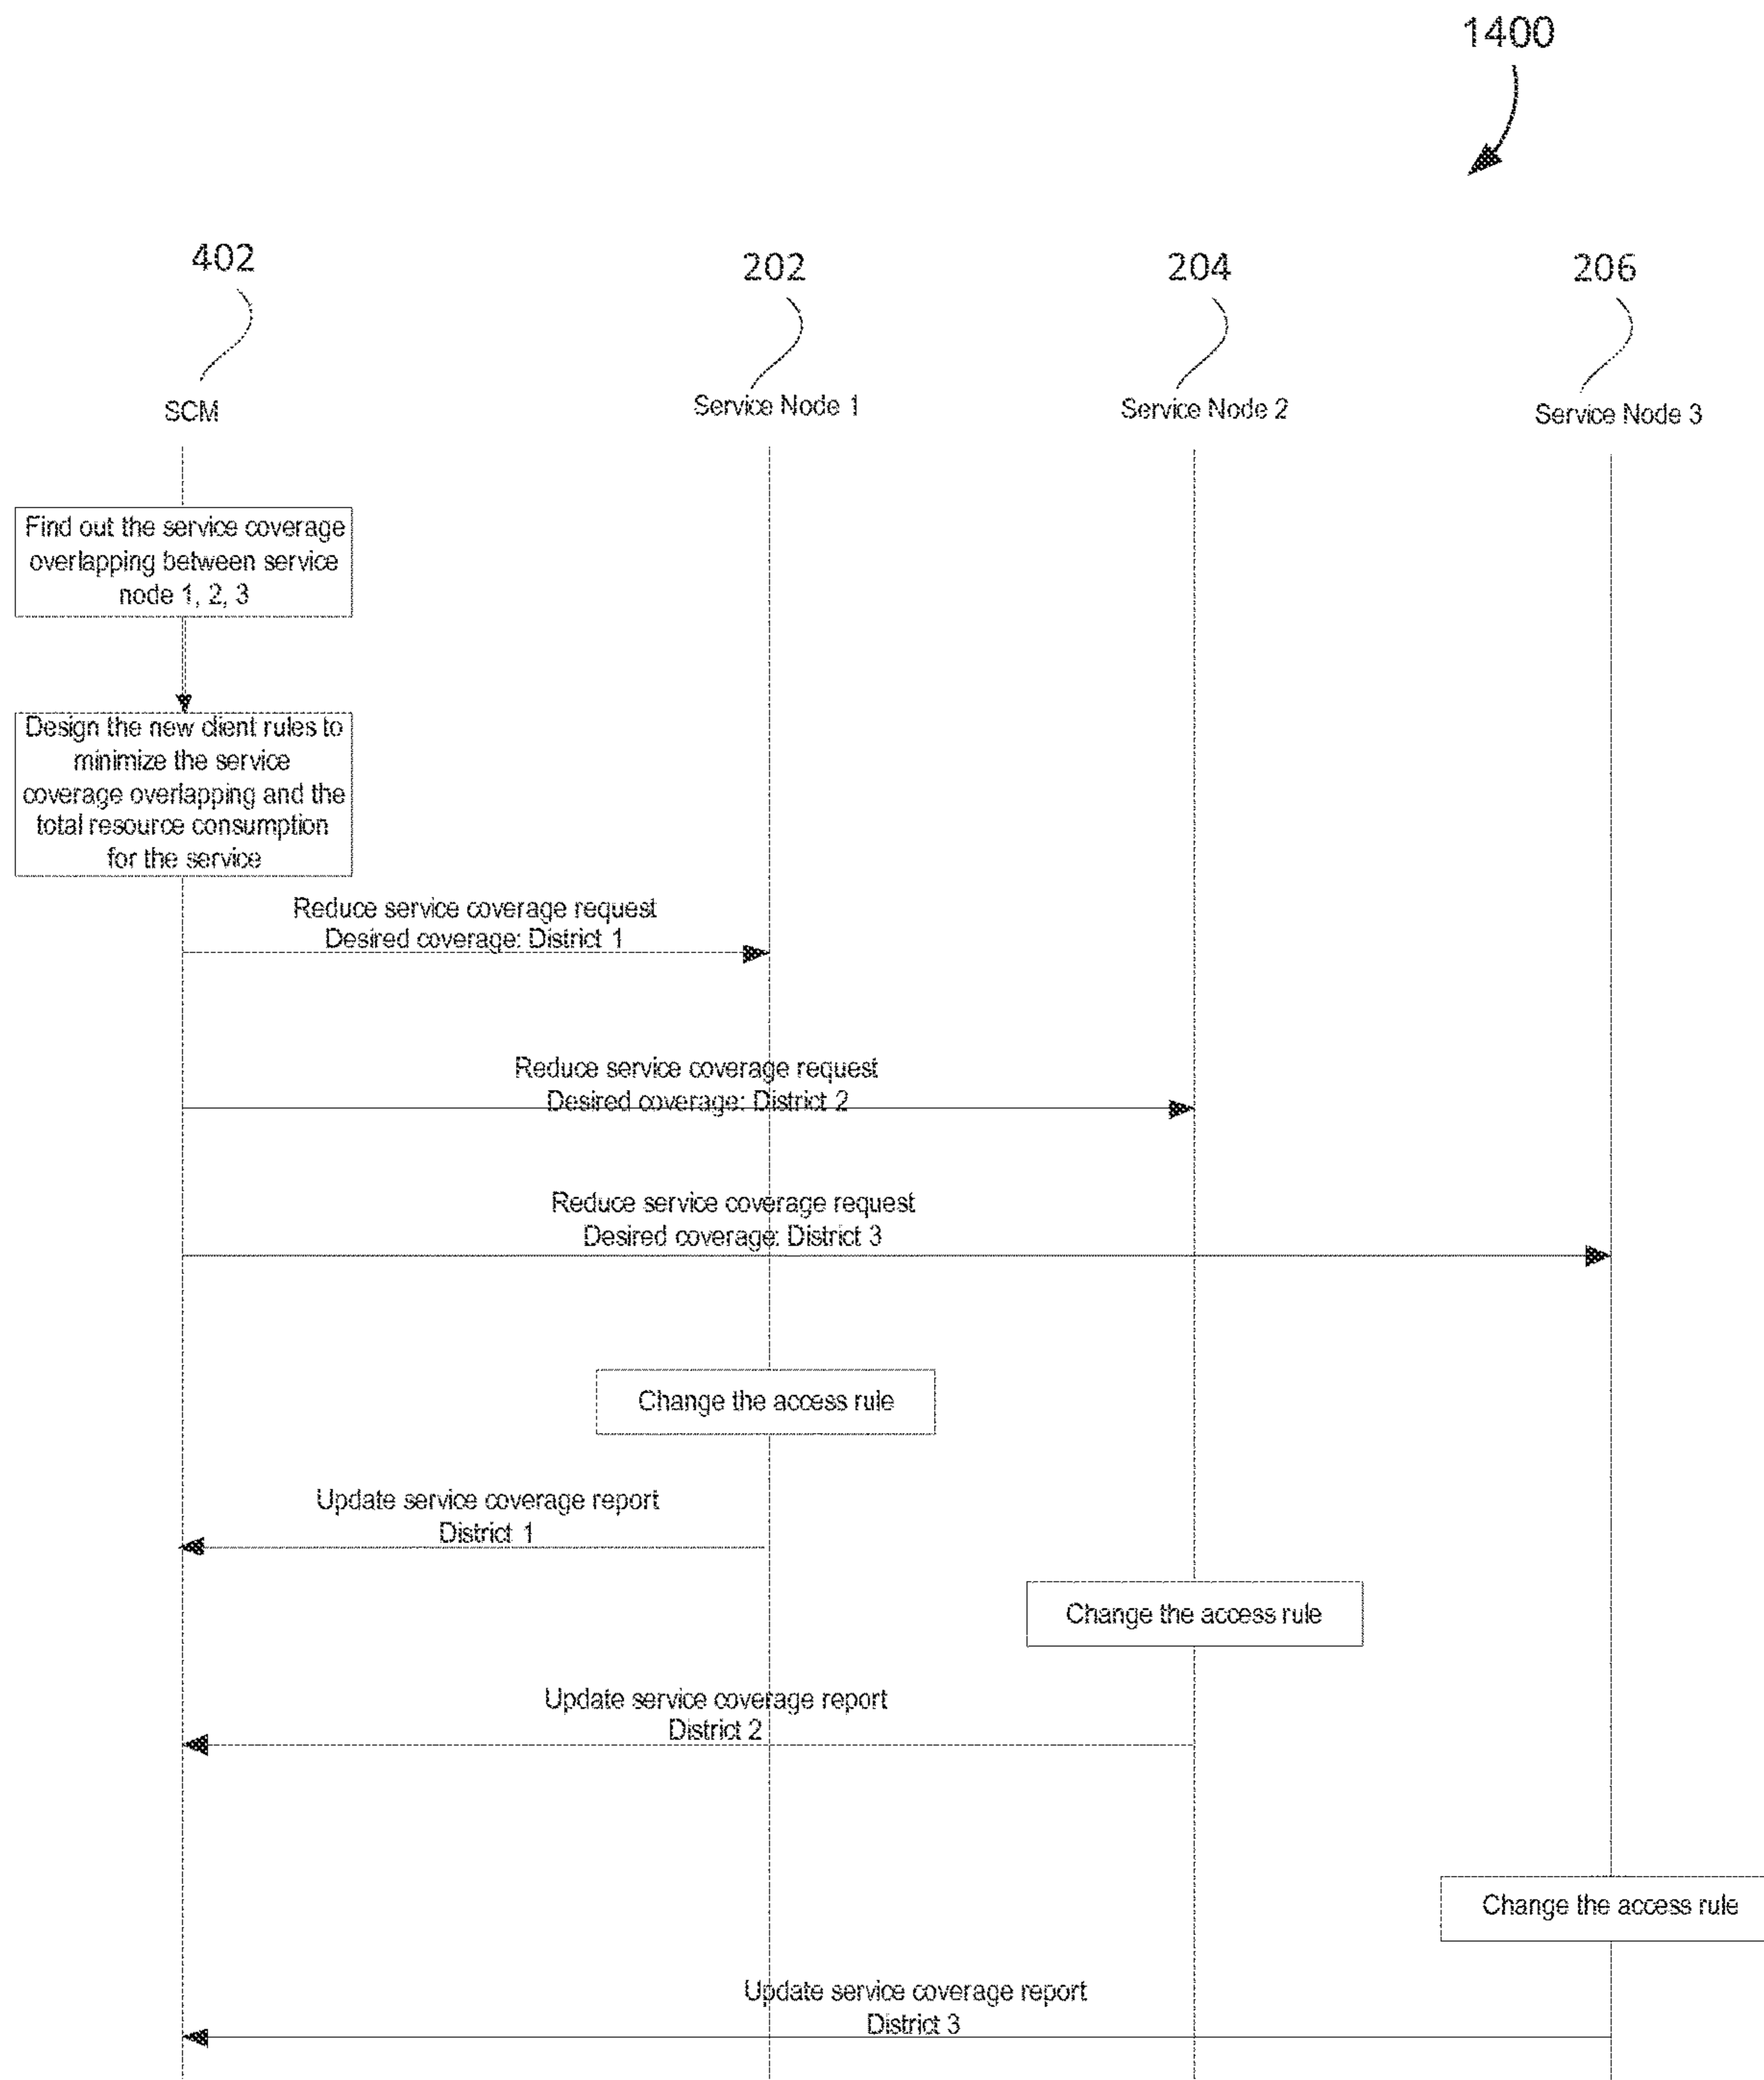 1400
402
202
204
206
SCM
Service Node 1
Service Node 2
Service Node 3
Find out the service coverage
overlapping between service
node 1, 2, 3
Design the new client rules to
minimize the service
coverage overlapping and the
total resource consumption
for the service
Reduce service coverage request
Desired coverage: District 1
Reduce service coverage request
Desired coverage: District 2
Reduce service coverage request
Desired coverage: District 3
Change the access rule
Update service coverage report
District 1
Change the access rule
Update service coverage report
District 2
Change the access rule
Update service coverage report
District 3